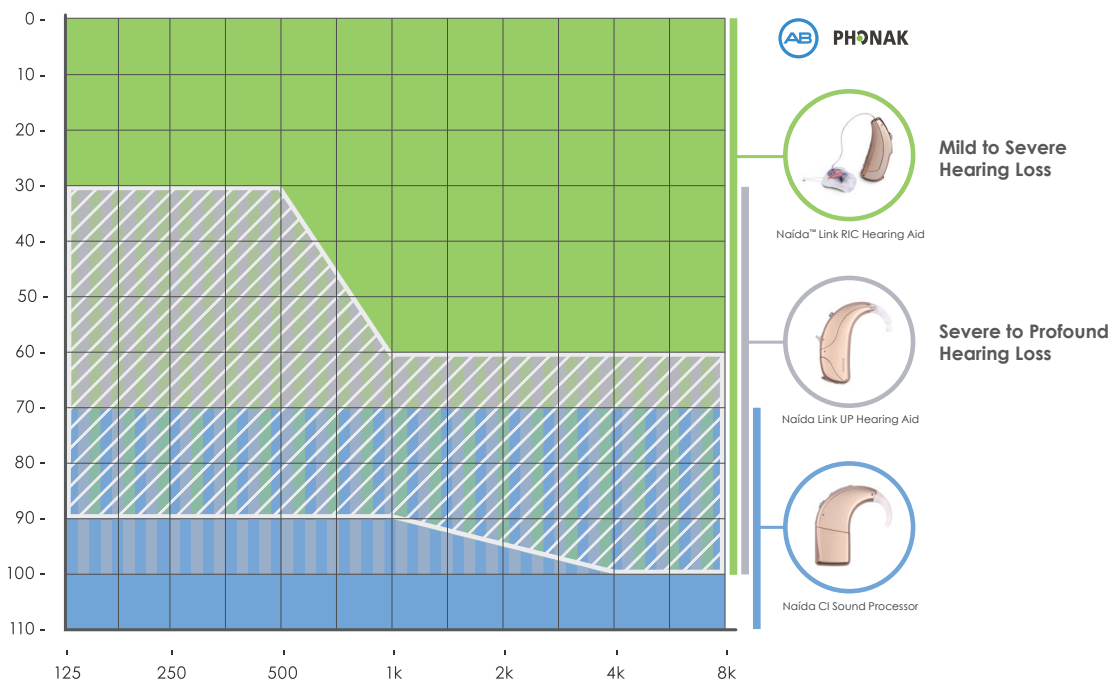 0 -
10 -
20 -
30 -
40 -
50 -
60 -
70 -
80 -
90 -
100 -
110 -
125 250 500 1k 2k 4k 8k
AB PHONAK
Mild to Severe
Hearing Loss
Naída™ Link RIC Hearing Aid
Severe to Profound
Hearing Loss
Naída Link UP Hearing Aid
Naída CI Sound Processor